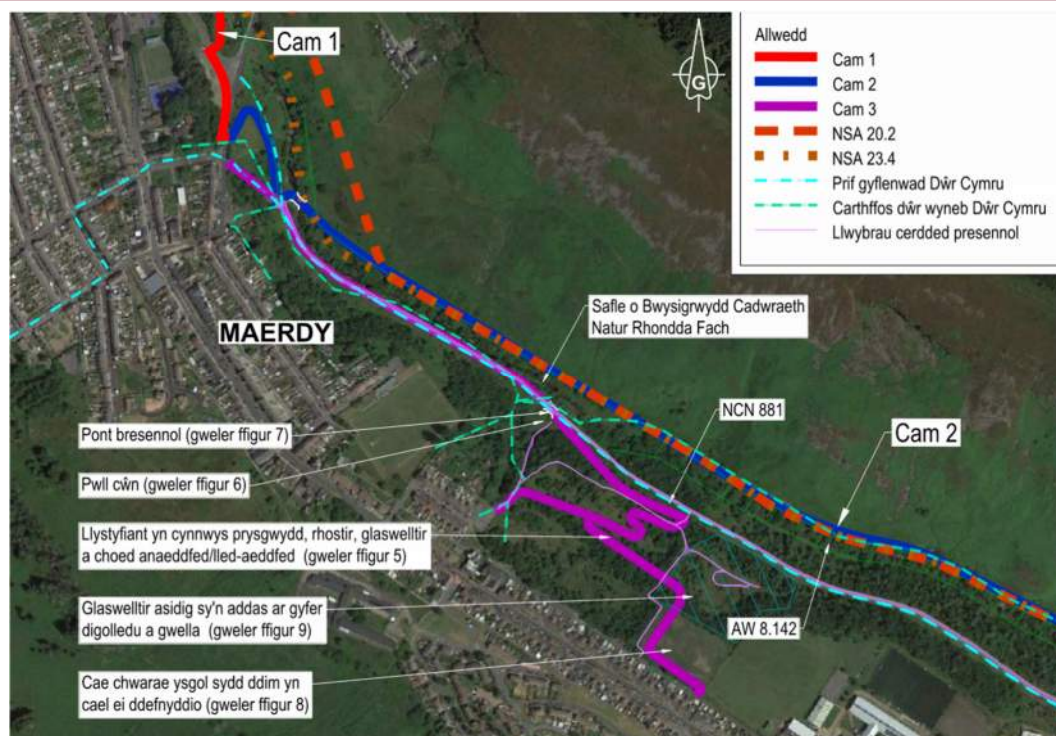 Cam 1
Allwedd
Cam 1
Cam 2
Cam 3
NSA 20.2
NSA 23.4
Prif gyflenwad Dŵr Cymru
Carthffos dŵr wyneb Dŵr Cymru
Llwybrau cerdded presennol
G
MAERDY
Safle o Bwysigrwydd Cadwraeth
Natur Rhondda Fach
NCN 881
Cam 2
Pont bresennol (gweler ffigur 7)
Pwll cŵn (gweler ffigur 6)
Llystyfiant yn cynnwys prysgwydd, rhostir, glaswelltir
a choed anaeddfed/lled-aeddfed (gweler ffigur 5)
Glaswelltir asidig sy'n addas ar gyfer
digolledu a gwella (gweler ffigur 9)
AW 8.142
Cae chwarae ysgol sydd ddim yn
cael ei ddefnyddio (gweler ffigur 8)